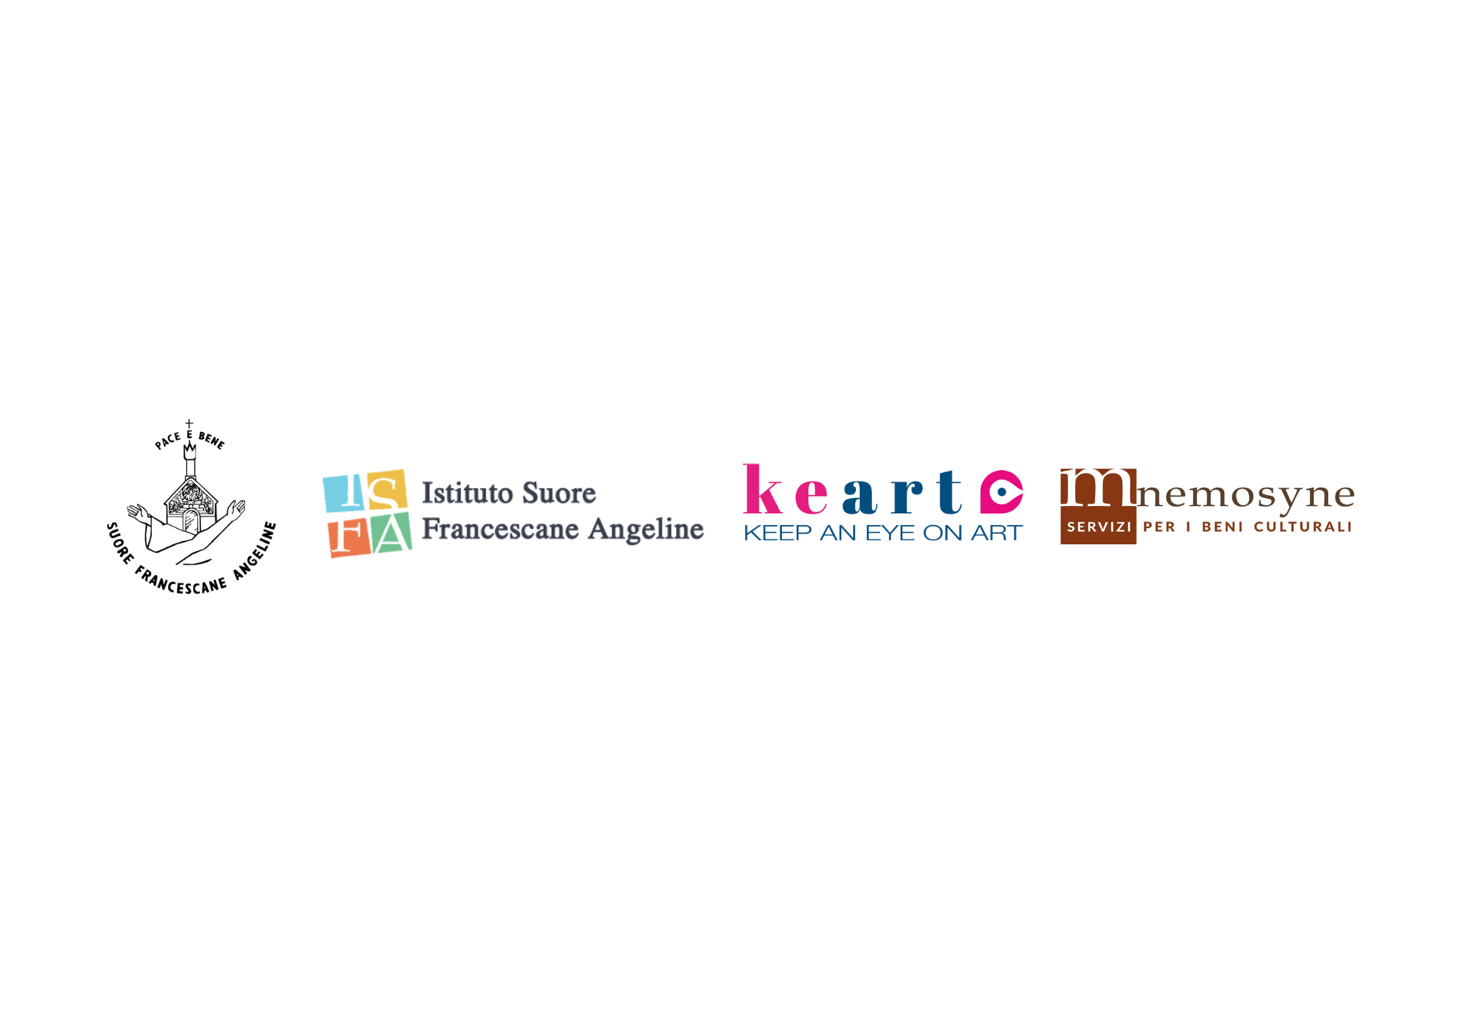 PACE E BENE
SUORE FRANCESCANE ANGELINE
IS
FA
Istituto Suore
Francescane Angeline
keart
KEEP AN EYE ON ART
mnemosyne
SERVIZI PER I BENI CULTURALI